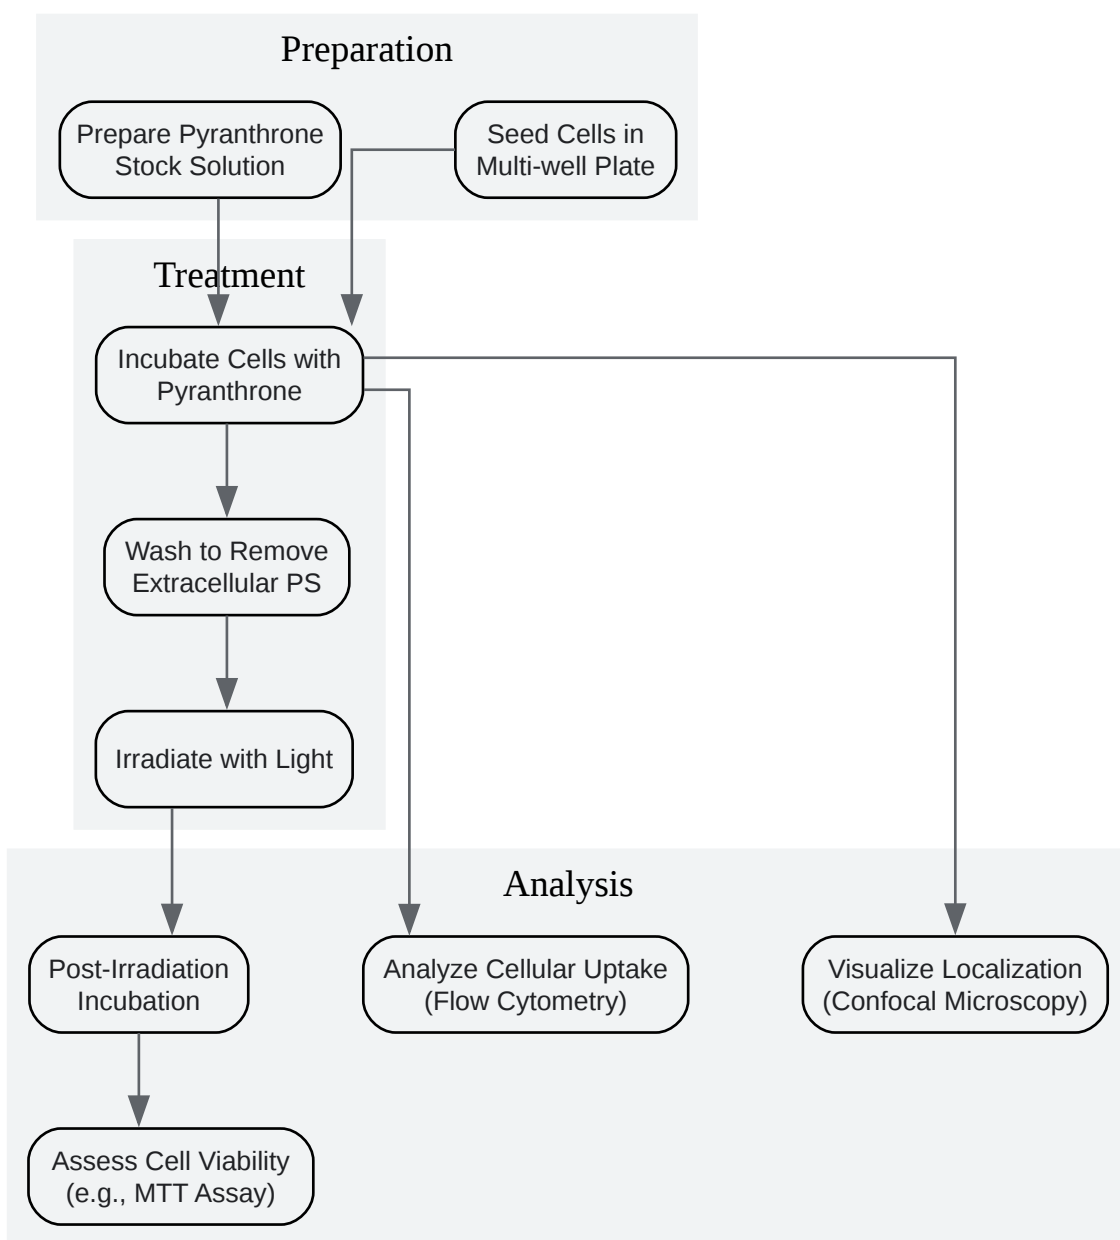 Preparation
Prepare Pyranthrone
Stock Solution
Seed Cells in
Multi-well Plate
Treatment
Incubate Cells with
Pyranthrone
Wash to Remove
Extracellular PS
Irradiate with Light
Analysis
Post-Irradiation
Incubation
Analyze Cellular Uptake
(Flow Cytometry)
Visualize Localization
(Confocal Microscopy)
Assess Cell Viability
(e.g., MTT Assay)